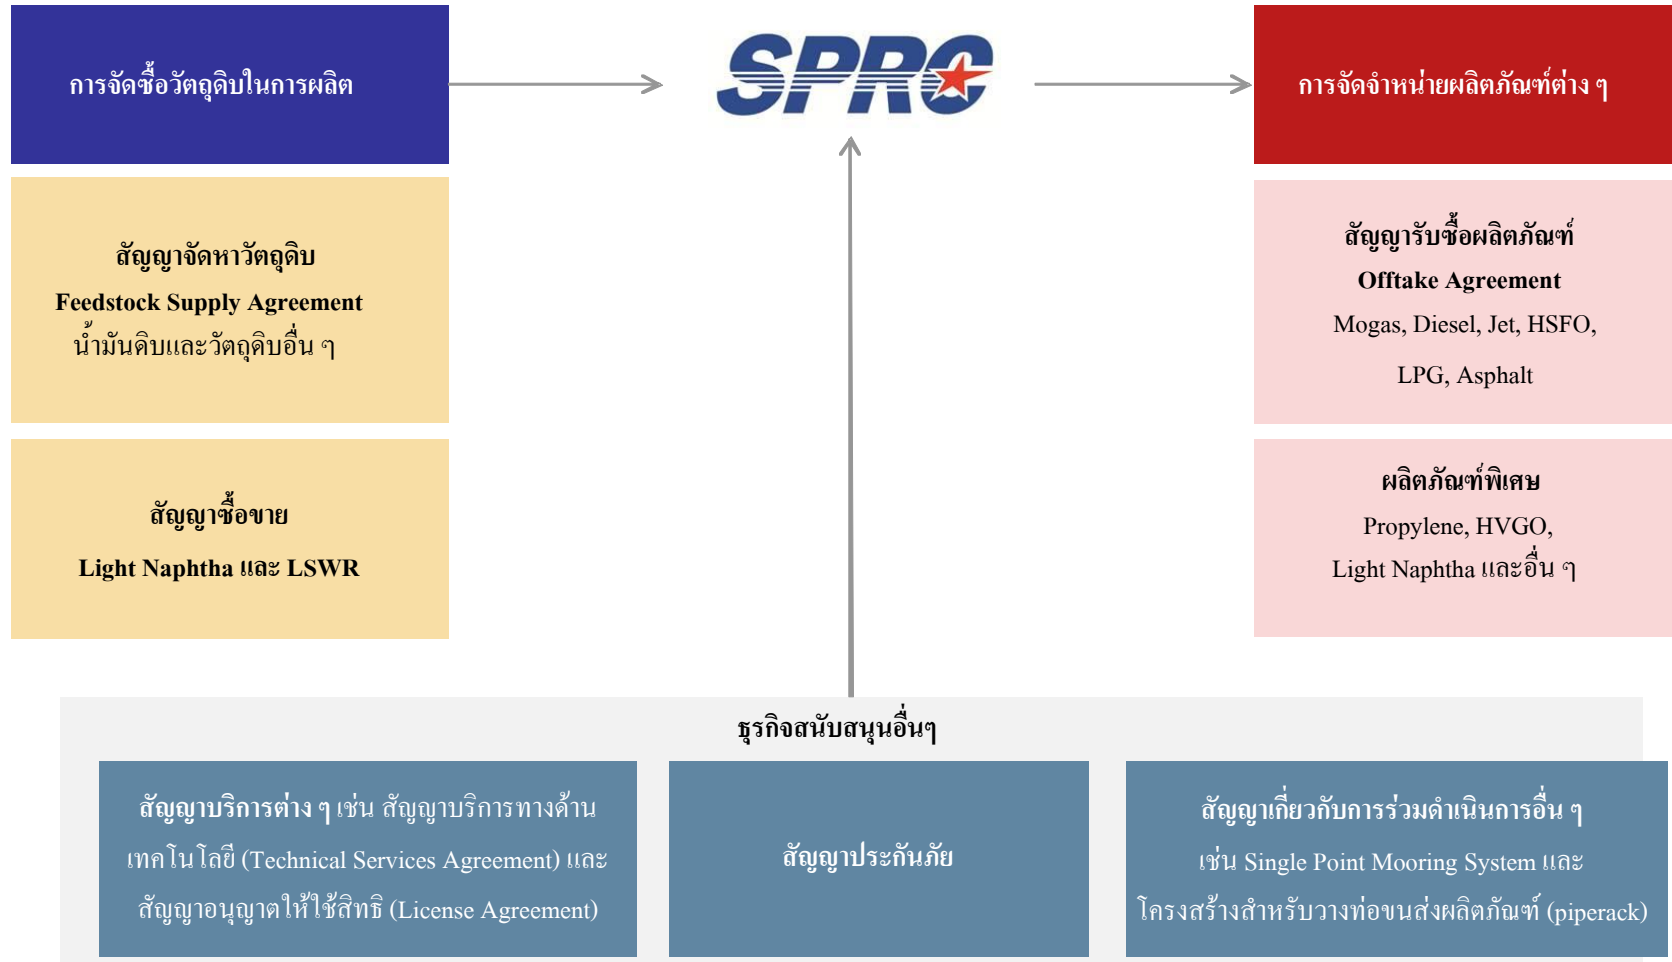 การจัดซื้อวัตถุดิบในการผลิต
SPRC
การจัดจำหน่ายผลิตภัณฑ์ต่าง ๆ
สัญญาจัดหาวัตถุดิบ
Feedstock Supply Agreement
น้ำมันดิบและวัตถุดิบอื่น ๆ
สัญญาซื้อขาย
Light Naphtha และ LSWR
สัญญารับซื้อผลิตภัณฑ์
Offtake Agreement
Mogas, Diesel, Jet, HSFO,
LPG, Asphalt
ผลิตภัณฑ์พิเศษ
Propylene, HVGO,
Light Naphtha และอื่น ๆ
ธุรกิจสนับสนุนอื่นๆ
สัญญาบริการต่าง ๆ เช่น สัญญาบริการทางด้าน
เทคโนโลยี (Technical Services Agreement) และ
สัญญาอนุญาตให้ใช้สิทธิ (License Agreement)
สัญญาประกันภัย
สัญญาเกี่ยวกับการร่วมดำเนินการอื่น ๆ
เช่น Single Point Mooring System และ
โครงสร้างสำหรับวางท่อขนส่งผลิตภัณฑ์ (piperack)